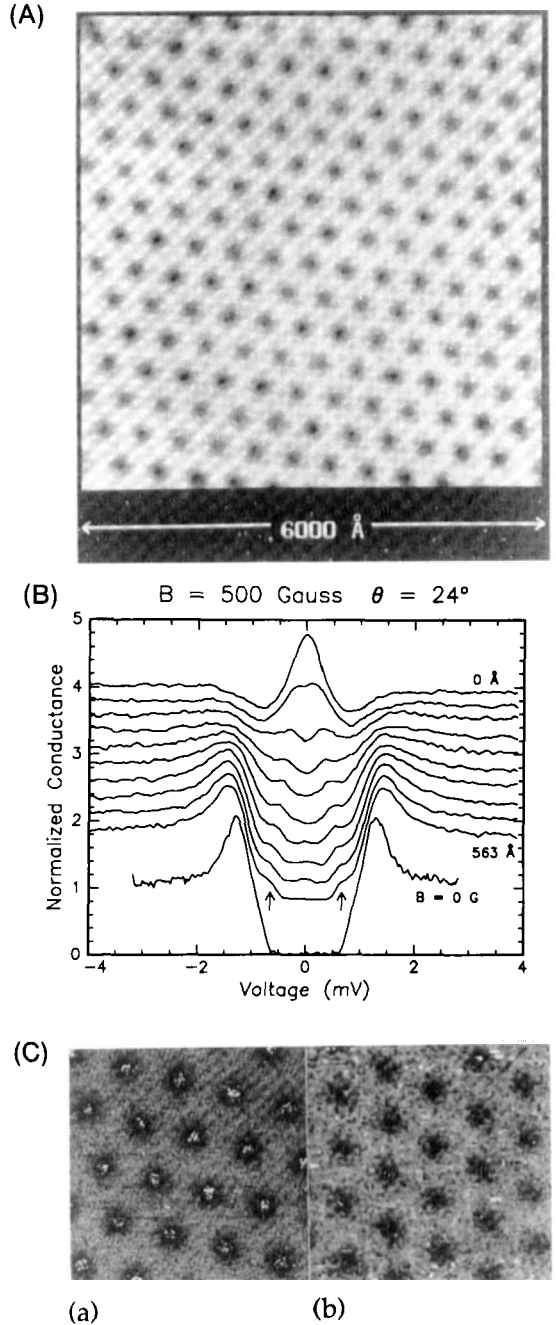 (A)
6000 Å
(B)
B = 500 Gauss θ = 24°
5
4
3
2
1
0
Normalized Conductance
0 Å
563 Å
B = 0 G
−4
−2
0
2
4
Voltage (mV)
(C)
(a)
(b)